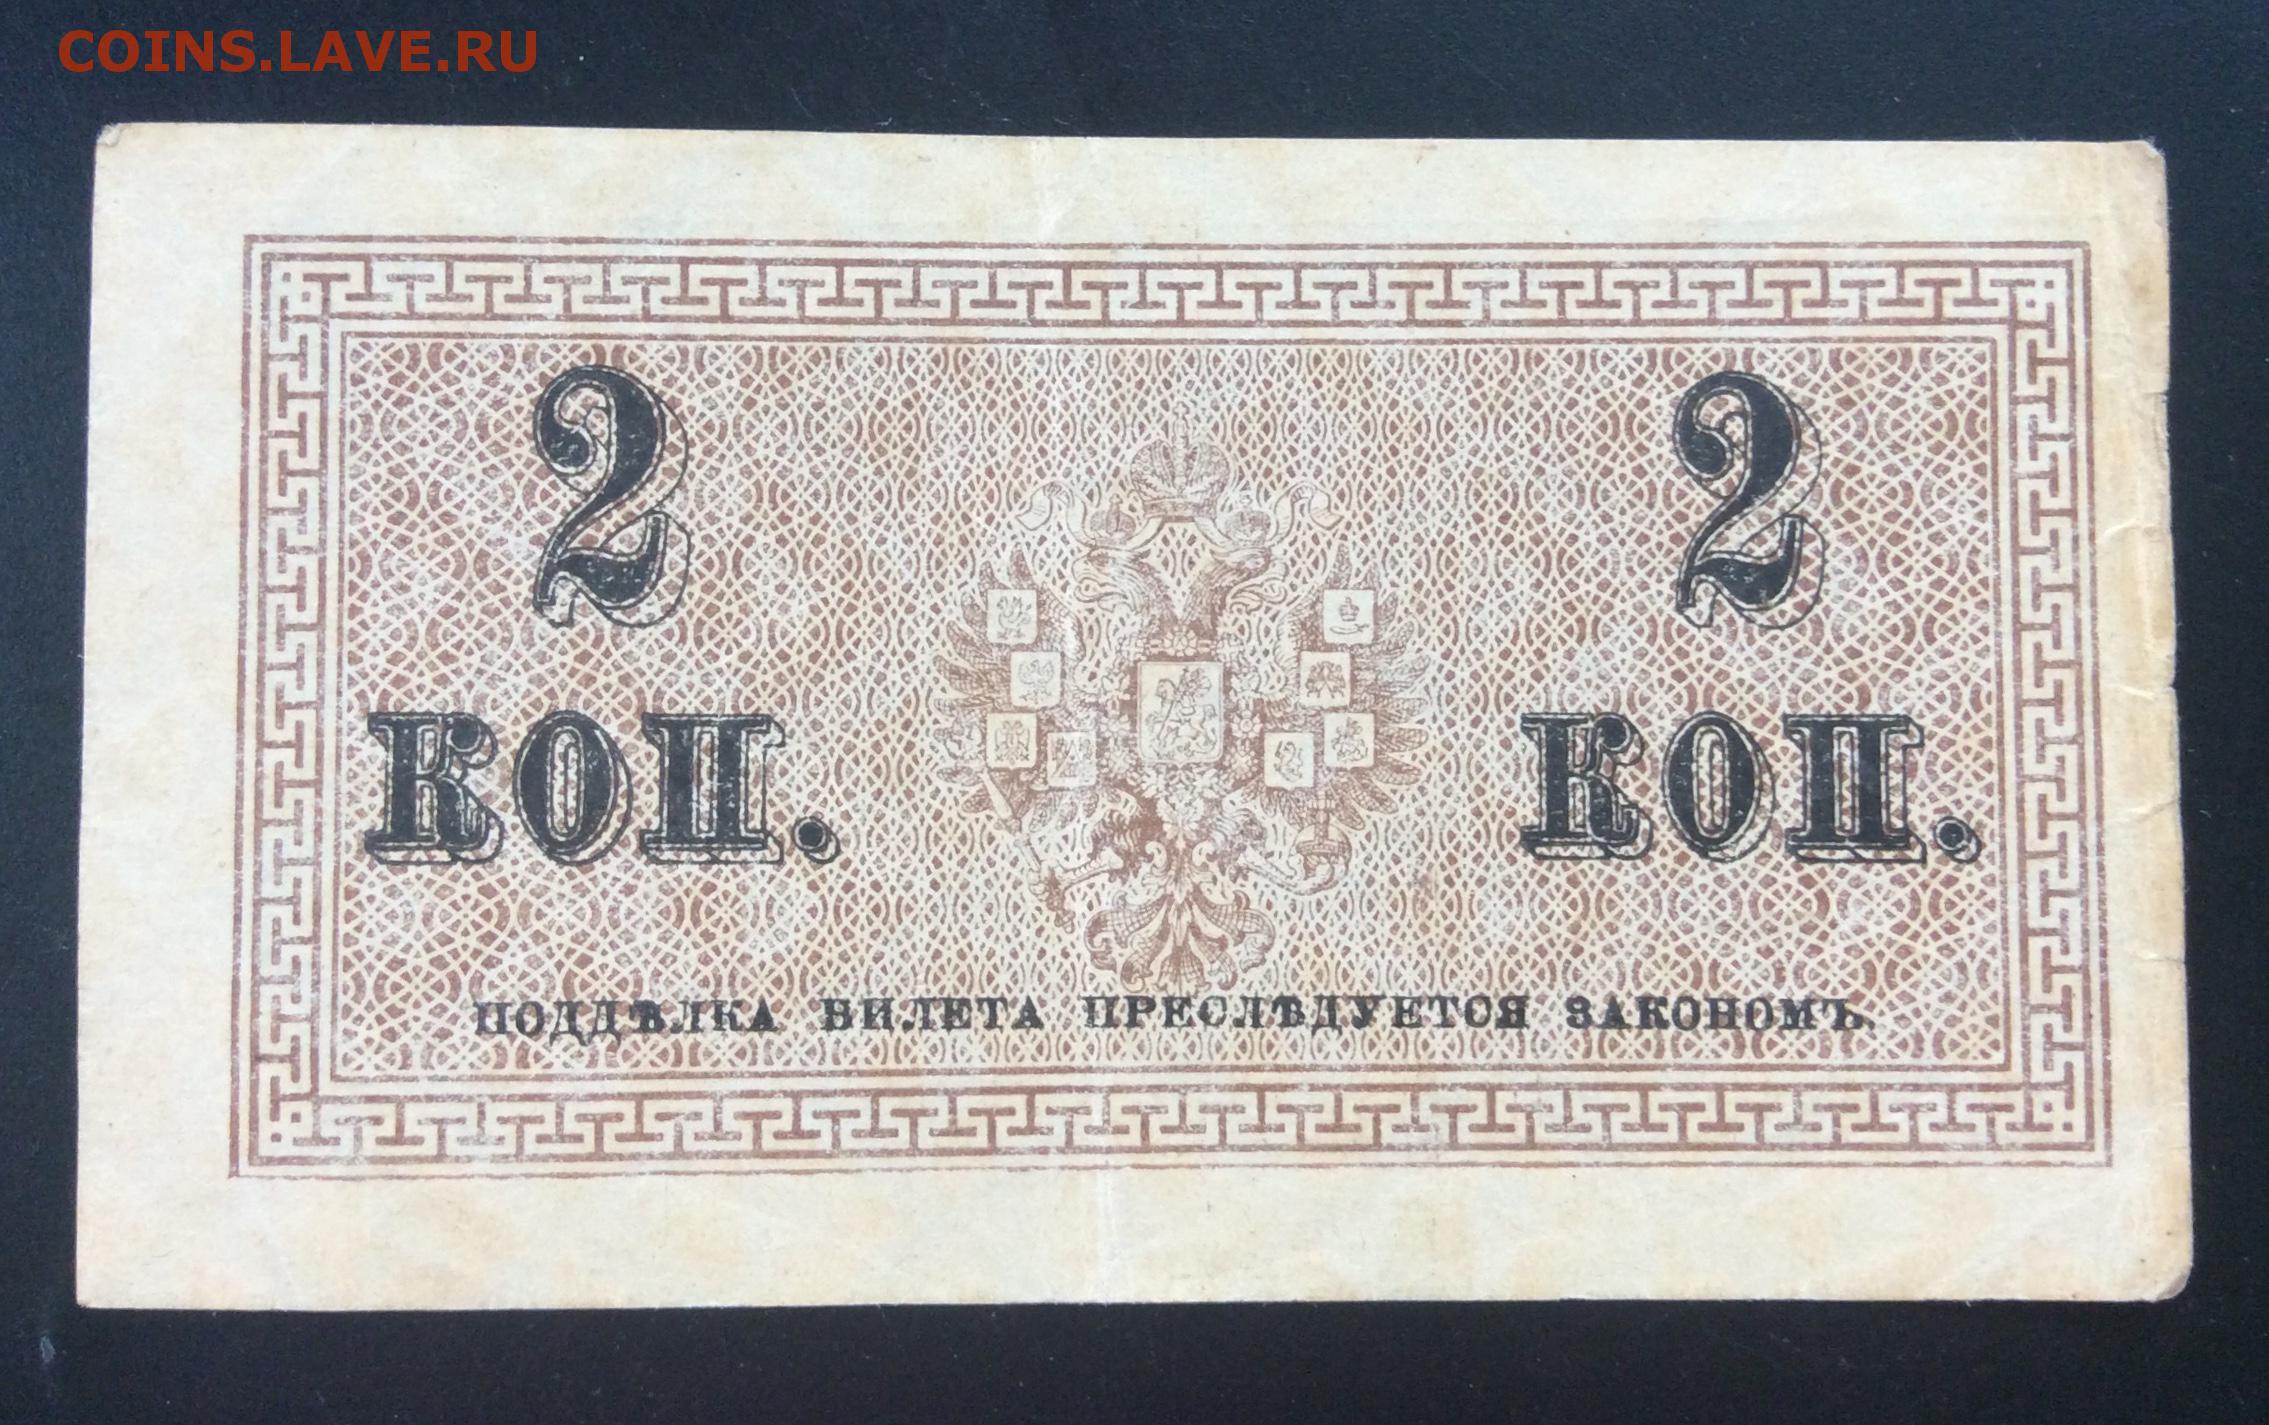 COINS.LAVE.RU
2 2
КОП. КОП.
ПОДДѢЛКА БИЛЕТА ПРЕСЛѢДУЕТСЯ ЗАКОНОМЪ.